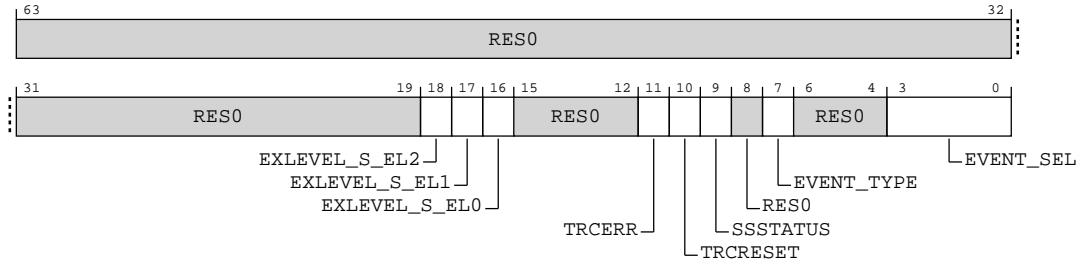 63 32
RES0
31 19 18 17 16 15 12 11 10 9 8 7 6 4 3 0
RES0 RES0 RES0
EXLEVEL_S_EL2 EVENT_SEL
EXLEVEL_S_EL1 EVENT_TYPE
EXLEVEL_S_EL0 RES0
TRCERR SSSTATUS
TRCRESET